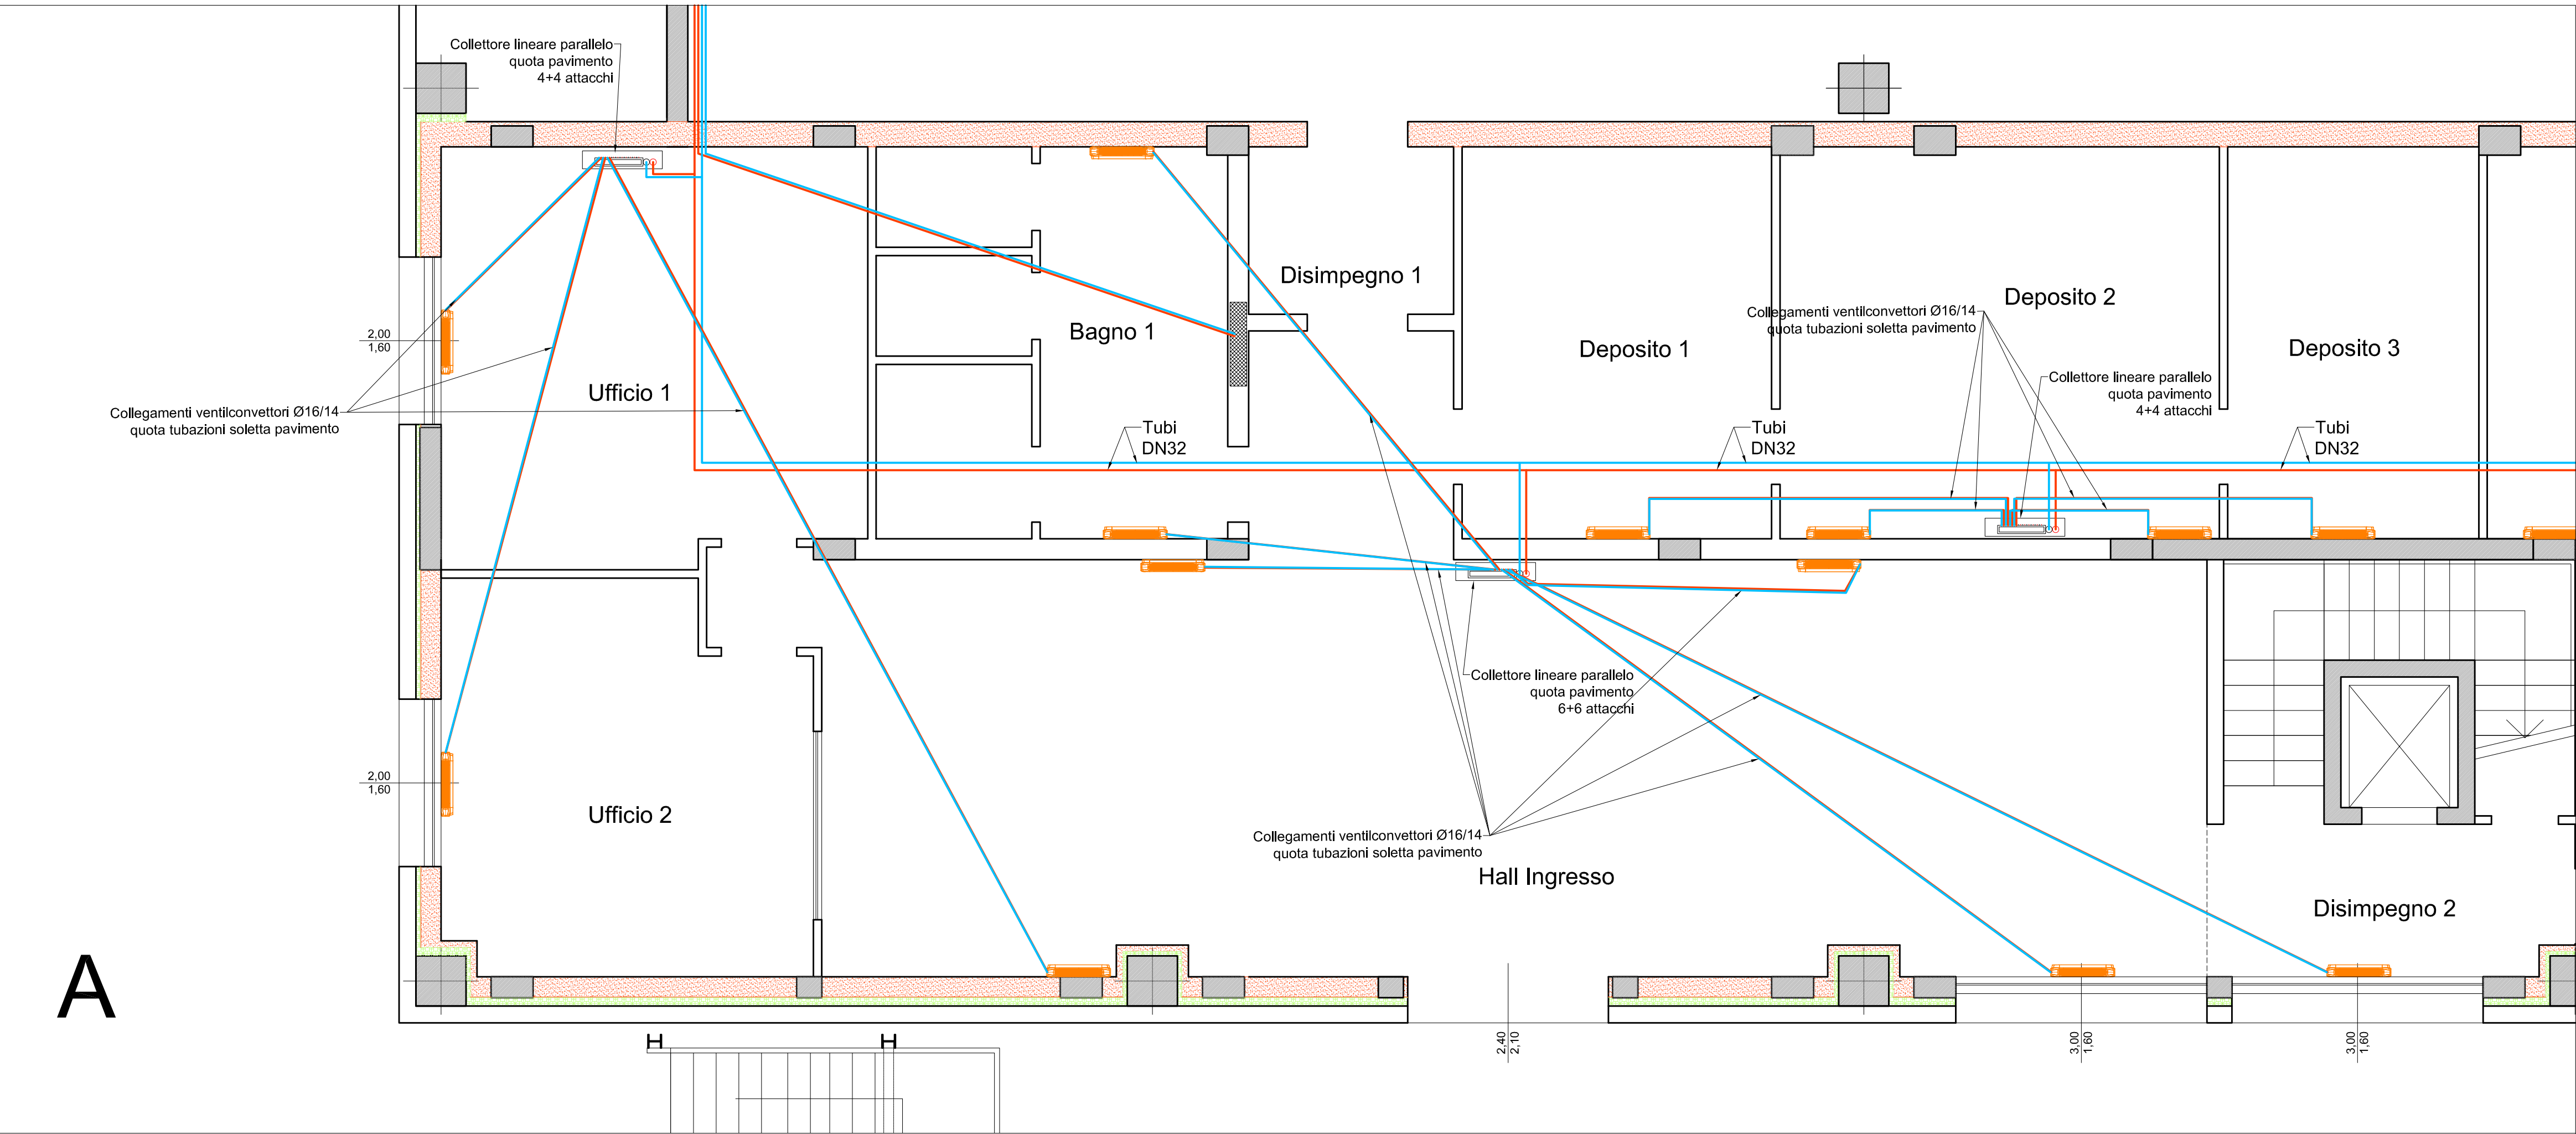 Collettore lineare parallelo
quota pavimento
4+4 attacchi
Disimpegno 1
Deposito 2
Collegamenti ventilconvettori Ø16/14
quota tubazioni soletta pavimento
Bagno 1
Deposito 1
Deposito 3
2,00
1,60
Ufficio 1
Collettore lineare parallelo
quota pavimento
4+4 attacchi
Collegamenti ventilconvettori Ø16/14
quota tubazioni soletta pavimento
Tubi
DN32
Tubi
DN32
Tubi
DN32
Collettore lineare parallelo
quota pavimento
6+6 attacchi
2,00
1,60
Ufficio 2
Collegamenti ventilconvettori Ø16/14
quota tubazioni soletta pavimento
Hall Ingresso
Disimpegno 2
A
2,40
2,10
3,00
1,60
3,00
1,60